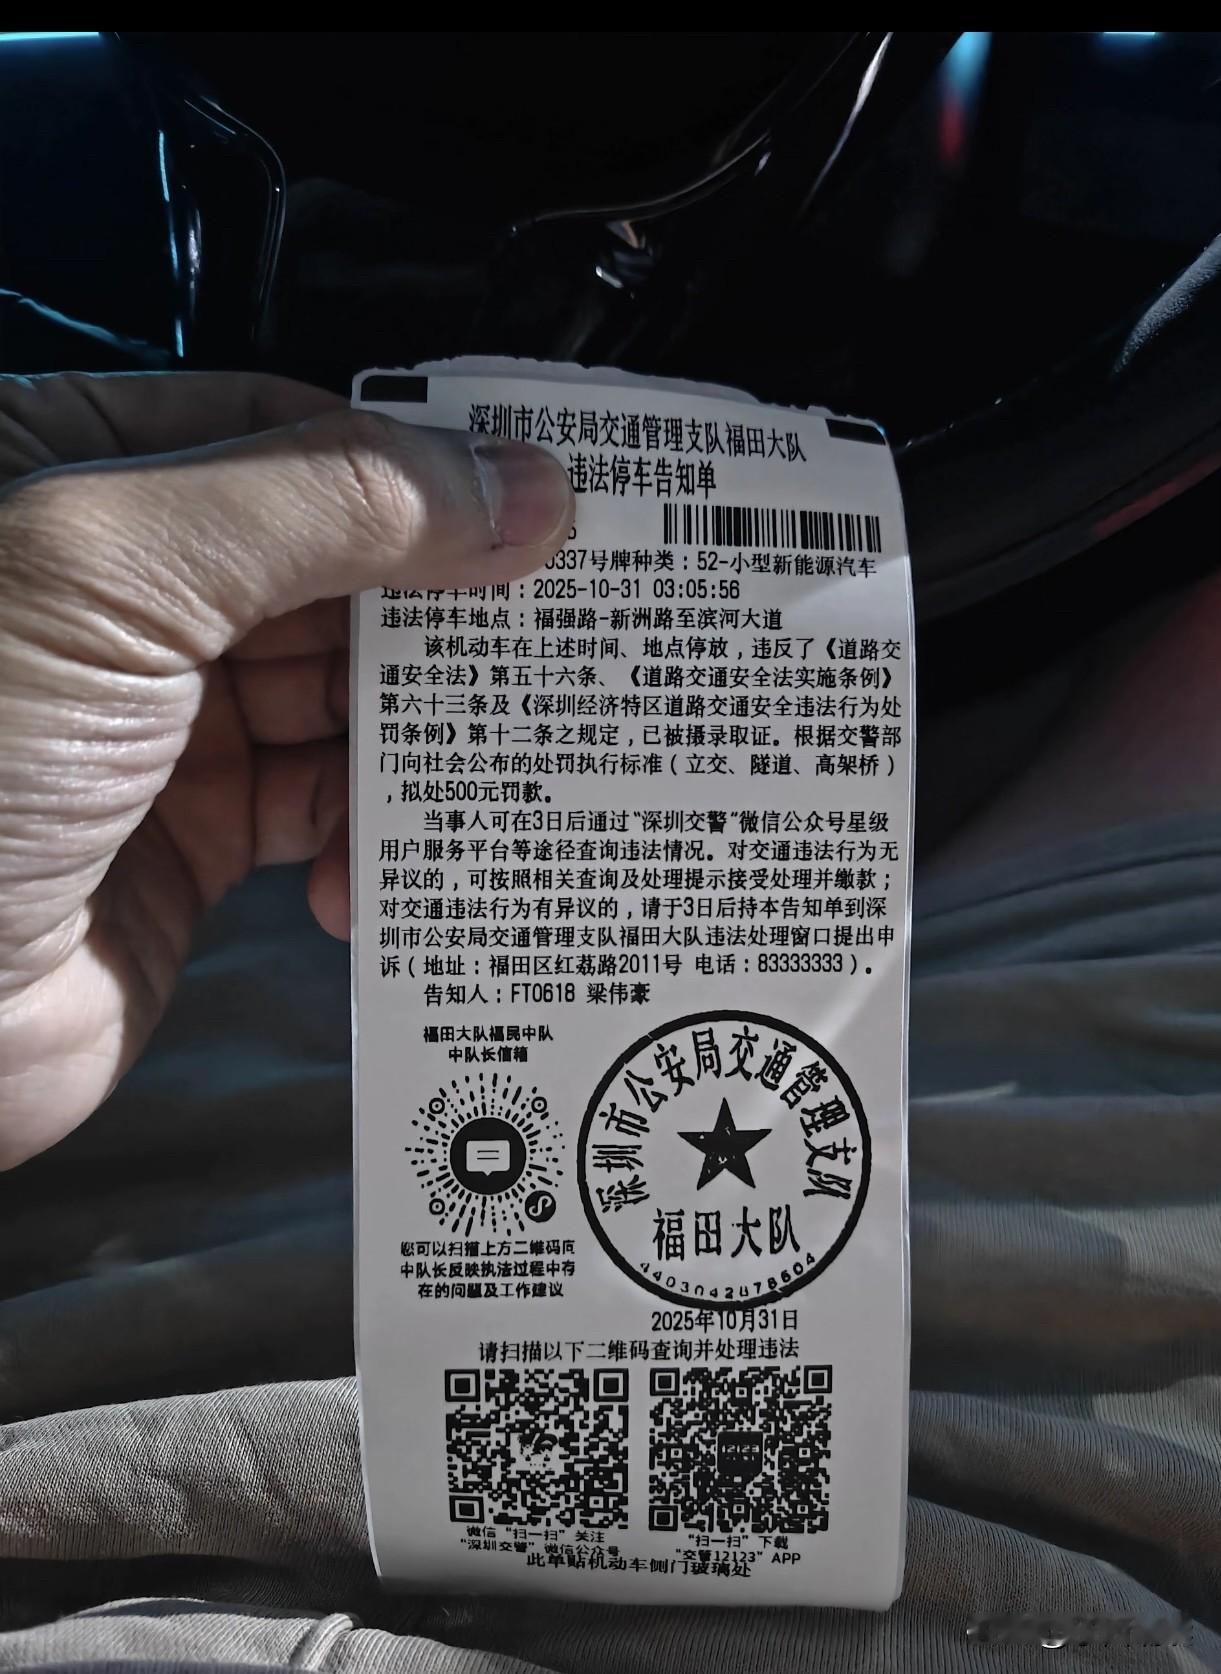 深圳市公安局交通管理支队福田大队
违法停车告知单
0337号牌种类：52-小型新能源汽车
违法停车时间：2025-10-31 03:05:56
违法停车地点：福强路-新洲路至滨河大道
该机动车在上述时间、地点停放，违反了《道路交
通安全法》第五十六条、《道路交通安全法实施条例》
第六十三条及《深圳经济特区道路交通安全违法行为处
罚条例》第十二条之规定，已被摄录取证。根据交警部
门向社会公布的处罚执行标准（立交、隧道、高架桥）
，拟处500元罚款。
当事人可在3日后通过“深圳交警”微信公众号星级
用户服务平台等途径查询违法情况。对交通违法行为无
异议的，可按照相关查询及处理提示接受处理并缴款；
对交通违法行为有异议的，请于3日后持本告知单到深
圳市公安局交通管理支队福田大队违法处理窗口提出申
诉（地址：福田区红荔路2011号 电话：83333333）。
告知人：FT0618 梁伟豪
福田大队福民中队
中队长信箱
您可以扫描上方二维码向
中队长反映执法过程中存
在的问题及工作建议
深圳市公安局交通管理支队
福田大队
4403042878604
2025年10月31日
请扫描以下二维码查询并处理违法
微信“扫一扫”关注
“深圳交警”微信公众号
“扫一扫”下载
“交管12123”APP
此单贴机动车侧门玻璃处